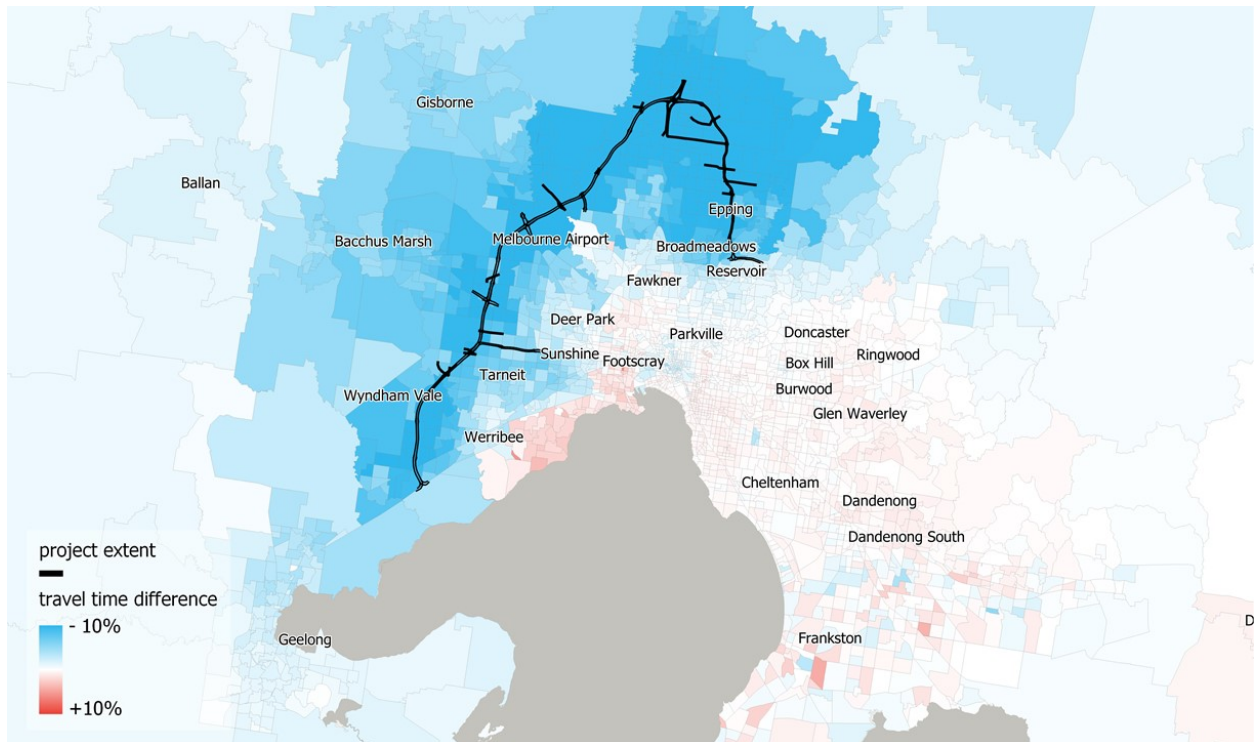 Gisborne
Ballan
Epping
Bacchus Marsh
Melbourne Airport
Broadmeadows
Reservoir
Fawkner
Deer Park
Parkville
Doncaster
Sunshine
Footscray
Box Hill
Ringwood
Tarneit
Burwood
Wyndham Vale
Glen Waverley
Werribee
Cheltenham
Dandenong
Dandenong South
project extent
travel time difference
- 10%
+10%
Geelong
Frankston
D